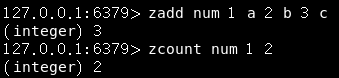 127.0.0.1:6379> zadd num 1 a 2 b 3 c
(integer) 3
127.0.0.1:6379> zcount num 1 2
(integer) 2